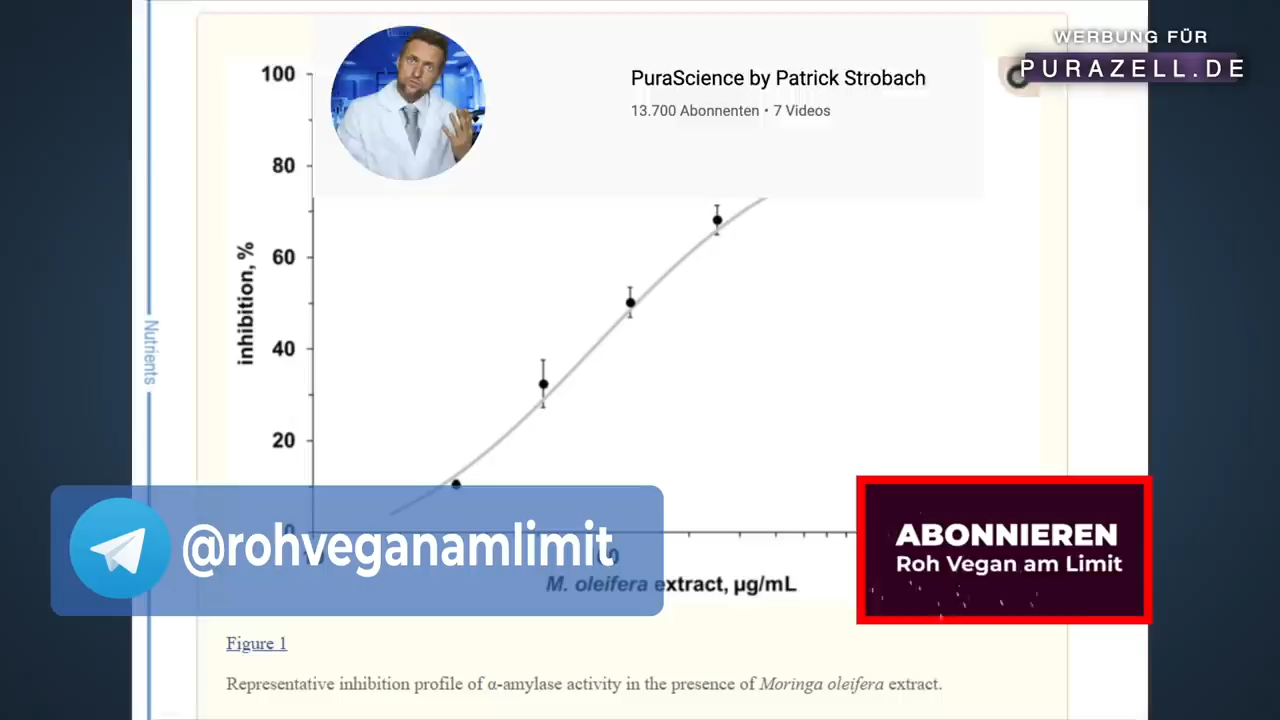 WERBUNG FÜR
PURAZELL.DE
PuraScience by Patrick Strobach
13.700 Abonnenten • 7 Videos
100
80
60
40
20
0
inhibition, %
Nutrients
@rohveganamlimit
ABONNIEREN
Roh Vegan am Limit
M. oleifera extract, µg/mL
Figure 1
Representative inhibition profile of α-amylase activity in the presence of Moringa oleifera extract.